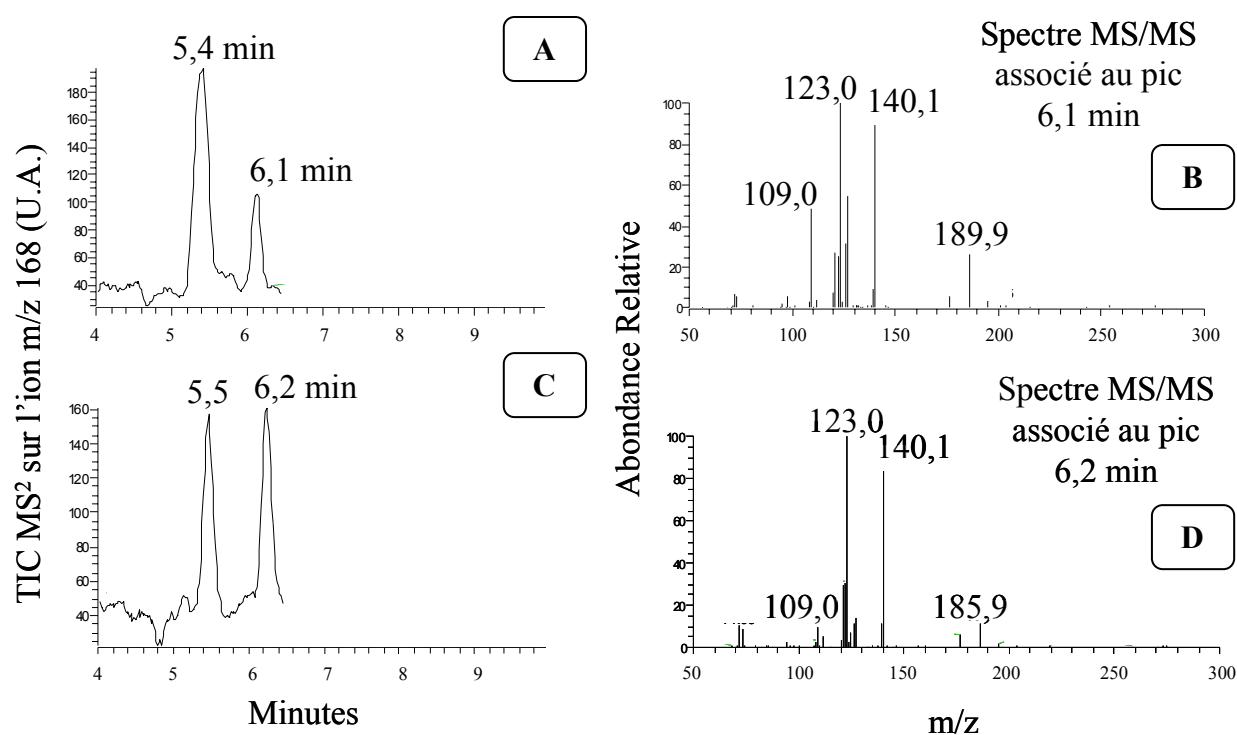 5,4 min
A
6,1 min
180
160
140
120
100
80
60
40
4 5 6 7 8 9
TIC MS² sur l'ion m/z 168 (U.A.)
Spectre MS/MS
associé au pic
6,1 min
B
123,0
140,1
109,0
189,9
100
80
60
40
20
0
50 100 150 200 250 300
Abondance Relative
5,5
6,2 min
C
160
140
120
100
80
60
40
4 5 6 7 8 9
Minutes
Spectre MS/MS
associé au pic
6,2 min
D
123,0
140,1
109,0
185,9
100
80
60
40
20
0
50 100 150 200 250 300
m/z